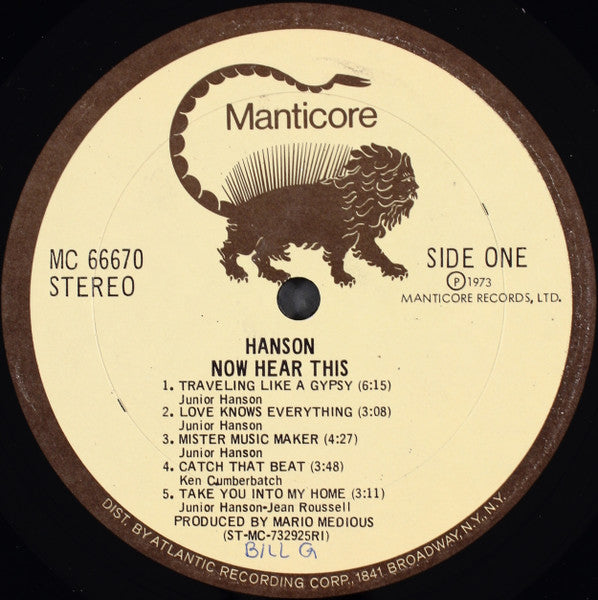 Manticore
MC 66670
STEREO
SIDE ONE
Ⓟ1973
MANTICORE RECORDS, LTD.
HANSON
NOW HEAR THIS
1. TRAVELING LIKE A GYPSY (6:15)
Junior Hanson
2. LOVE KNOWS EVERYTHING (3:08)
Junior Hanson
3. MISTER MUSIC MAKER (4:27)
Junior Hanson
4. CATCH THAT BEAT (3:48)
Ken Cumberbatch
5. TAKE YOU INTO MY HOME (3:11)
Junior Hanson-Jean Roussell
PRODUCED BY MARIO MEDIOUS
(ST-MC-732925RI)
BILL G
DIST. BY ATLANTIC RECORDING CORP., 1841 BROADWAY, N.Y., N.Y.